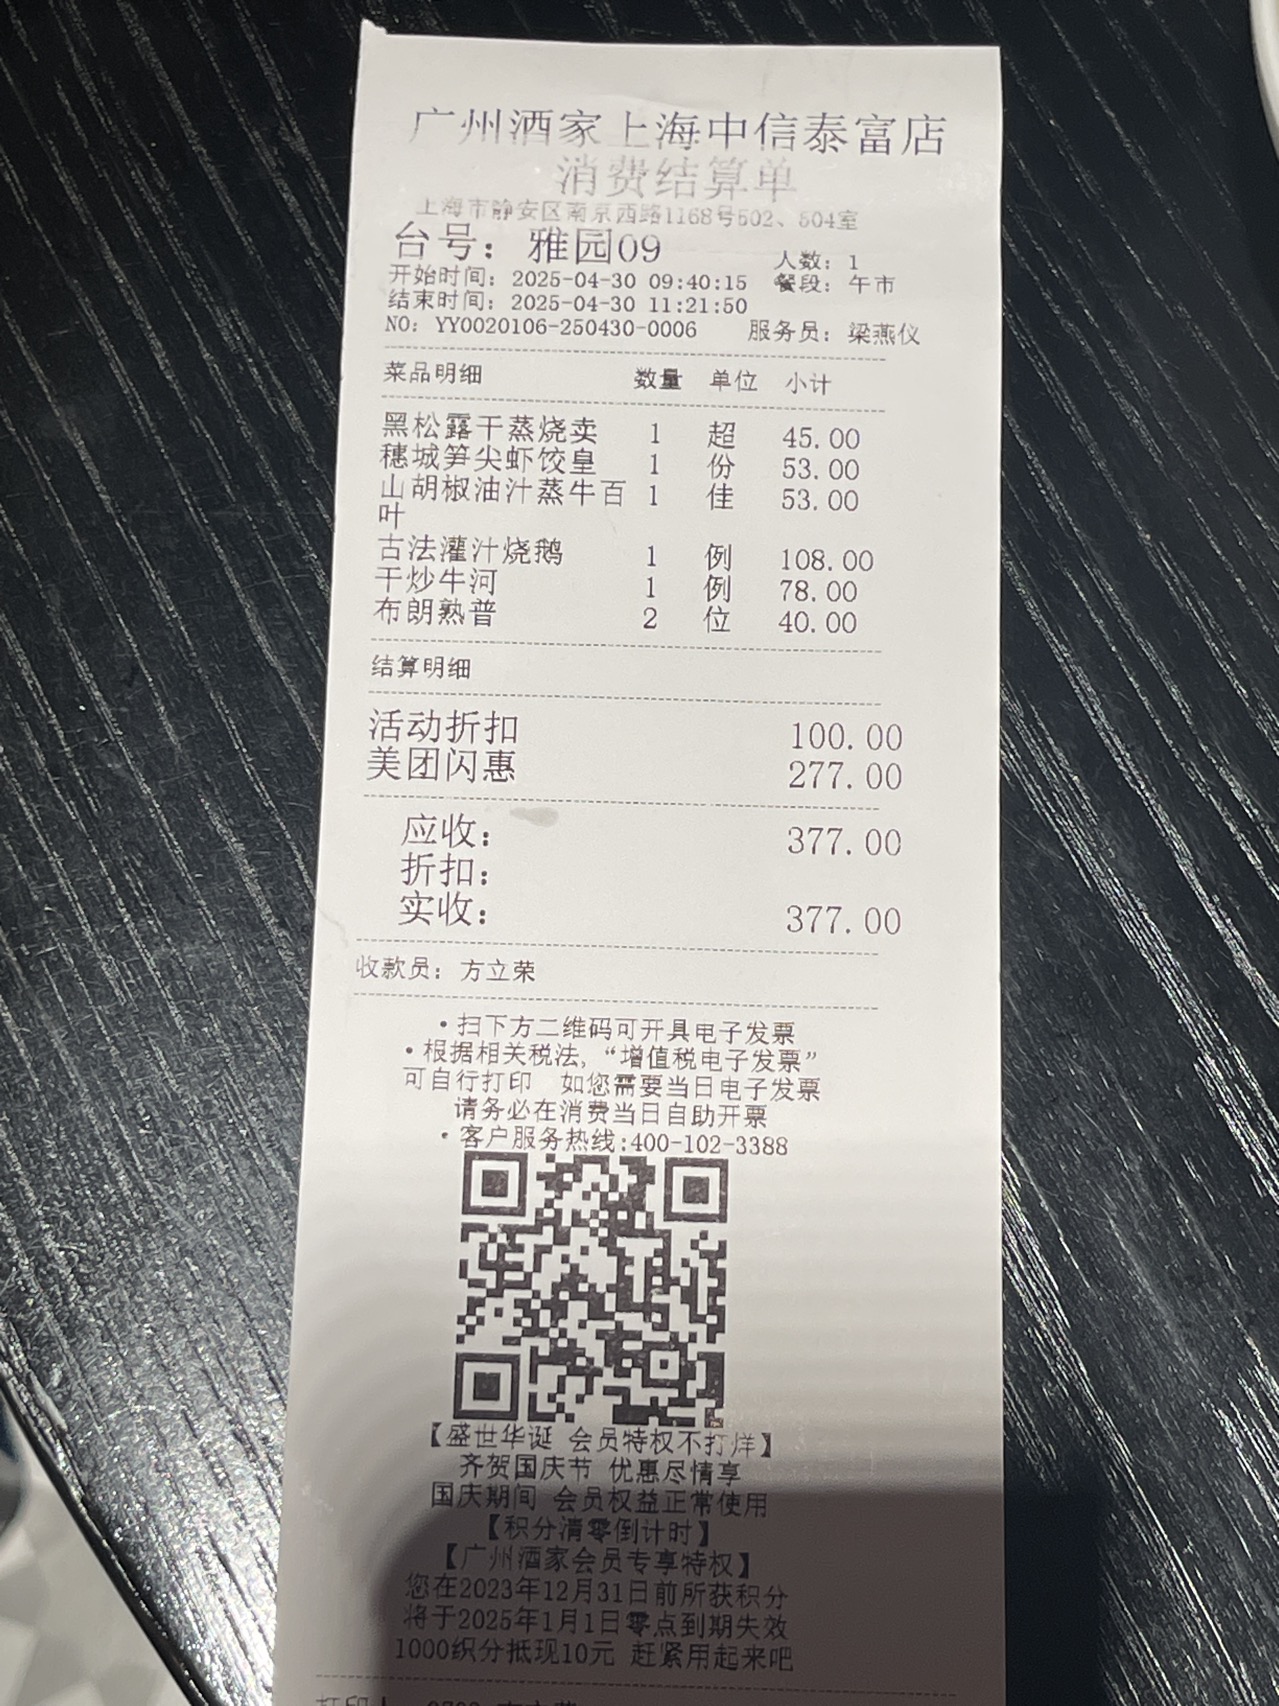 广州酒家上海中信泰富店
消费结算单
上海市静安区南京西路1168号502、504室
台号：雅园09
人数：1
开始时间：2025-04-30 09:40:15 餐段：午市
结束时间：2025-04-30 11:21:50
NO：YY0020106-250430-0006 服务员：梁燕仪
菜品明细 数量 单位 小计
黑松露干蒸烧卖 1 超 45.00
穗城笋尖虾饺皇 1 份 53.00
山胡椒油汁蒸牛百 1 佳 53.00
叶
古法灌汁烧鹅 1 例 108.00
干炒牛河 1 例 78.00
布朗熟普 2 位 40.00
结算明细
活动折扣 100.00
美团闪惠 277.00
应收： 377.00
折扣：
实收： 377.00
收款员：方立荣
·扫下方二维码可开具电子发票
·根据相关税法，“增值税电子发票”
可自行打印 如您需要当日电子发票
请务必在消费当日自助开票
·客户服务热线:400-102-3388
【盛世华诞 会员特权不打烊】
齐贺国庆节 优惠尽情享
国庆期间 会员权益正常使用
【积分清零倒计时】
【广州酒家会员专享特权】
您在2023年12月31日前所获积分
将于2025年1月1日零点到期失效
1000积分抵现10元 赶紧用起来吧